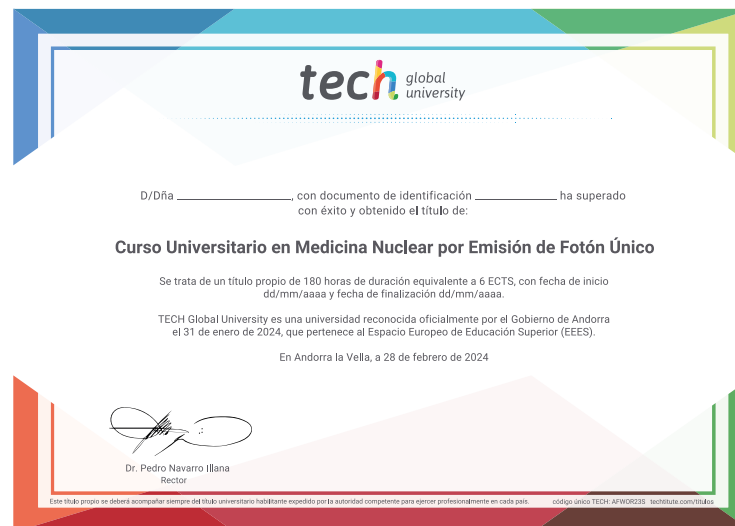 tech global university
D/Dña ____________, con documento de identificación ____________ ha superado
con éxito y obtenido el título de:
Curso Universitario en Medicina Nuclear por Emisión de Fotón Único
Se trata de un título propio de 180 horas de duración equivalente a 6 ECTS, con fecha de inicio
dd/mm/aaaa y fecha de finalización dd/mm/aaaa.
TECH Global University es una universidad reconocida oficialmente por el Gobierno de Andorra
el 31 de enero de 2024, que pertenece al Espacio Europeo de Educación Superior (EEES).
En Andorra la Vella, a 28 de febrero de 2024
Dr. Pedro Navarro Illana
Rector
Este título propio se deberá acompañar siempre del título universitario habilitante expedido por la autoridad competente para ejercer profesionalmente en cada país. código único TECH: AFWOR23S techtitute.com/titulos